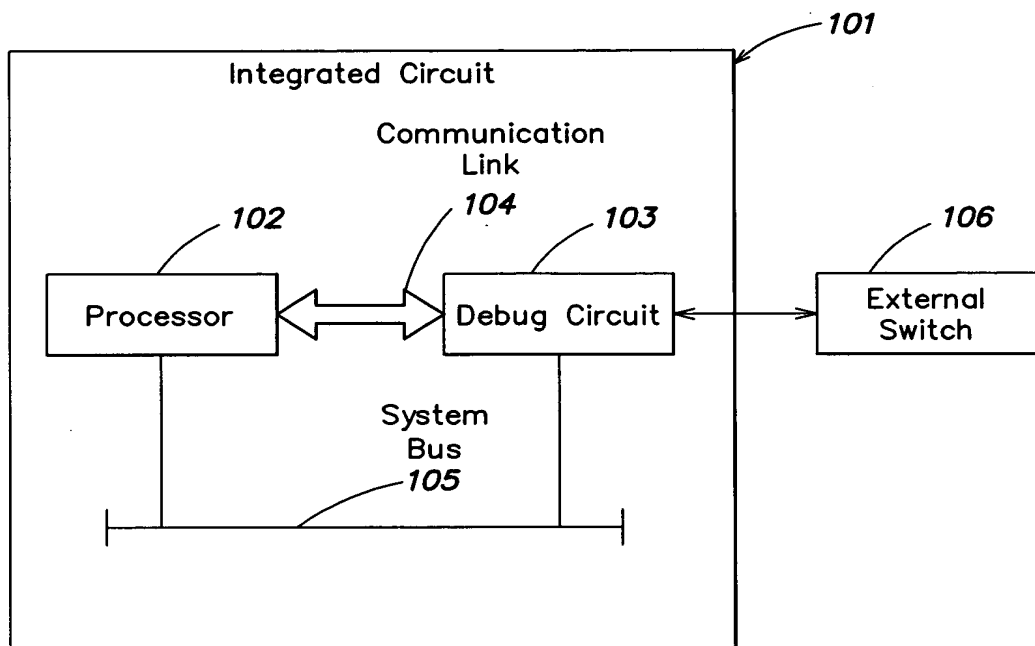 101
Integrated Circuit
Communication
Link
104
102
103
106
Processor
Debug Circuit
External
Switch
System
Bus
105